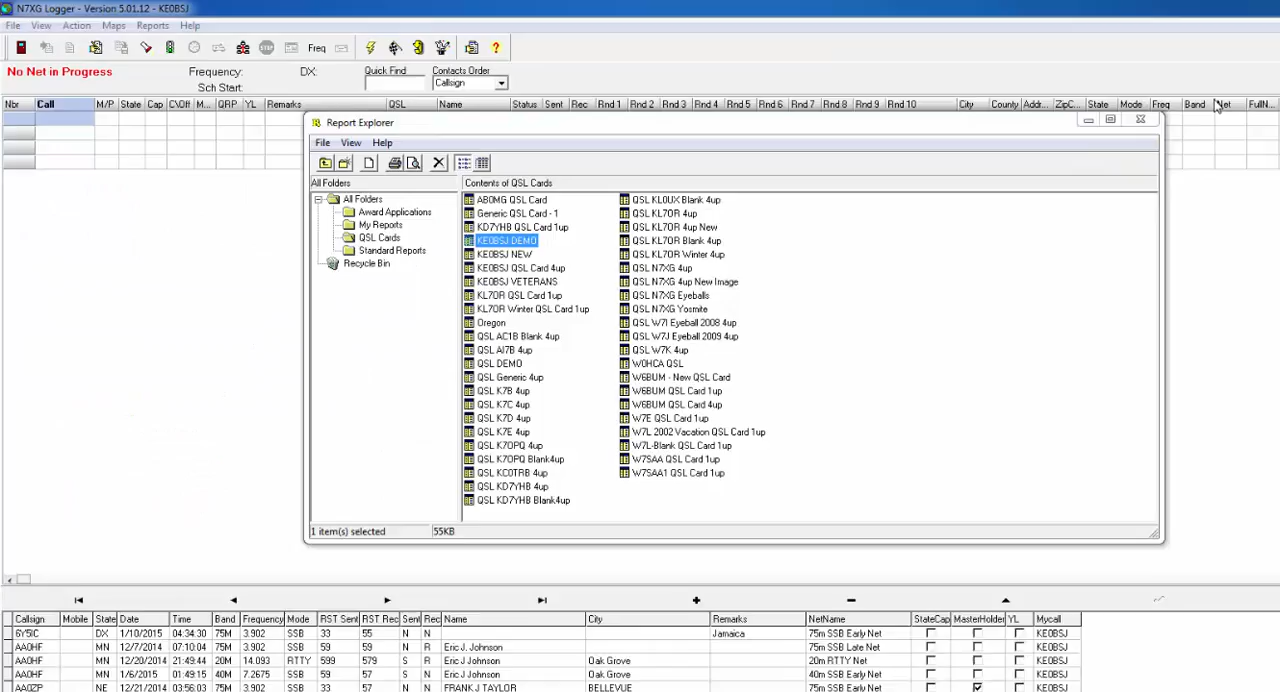 N7XG Logger - Version 5.01.12 - KE0BSJ
File View Action Maps Reports Help
STOP Freq ?
No Net in Progress Frequency: DX: Quick Find Contacts Order
Sch Start: Callsign
Nbr Call M/P State Cap C\Off M... QRP YL Remarks QSL Name Status Sent Rec Rnd 1 Rnd 2 Rnd 3 Rnd 4 Rnd 5 Rnd 6 Rnd 7 Rnd 8 Rnd 9 Rnd 10 City County Addr... ZipC... State Mode Freq Band Net FullN...
Report Explorer
File View Help
All Folders Contents of QSL Cards
All Folders
Award Applications
My Reports
QSL Cards
Standard Reports
Recycle Bin
AB0MG QSL Card
Generic QSL Card - 1
KD7YHB QSL Card 1up
KE0BSJ DEMO
KE0BSJ NEW
KE0BSJ QSL Card 4up
KE0BSJ VETERANS
KL7OR QSL Card 1up
KL7OR Winter QSL Card 1up
Oregon
QSL AC1B Blank 4up
QSL AI7B 4up
QSL DEMO
QSL Generic 4up
QSL K7B 4up
QSL K7C 4up
QSL K7D 4up
QSL K7E 4up
QSL K7OPQ 4up
QSL K7OPQ Blank4up
QSL KC0TRB 4up
QSL KD7YHB 4up
QSL KD7YHB Blank4up
QSL KL0UX Blank 4up
QSL KL7OR 4up
QSL KL7OR 4up New
QSL KL7OR Blank 4up
QSL KL7OR Winter 4up
QSL N7XG 4up
QSL N7XG 4up New Image
QSL N7XG Eyeballs
QSL N7XG Yosmite
QSL W7I Eyeball 2008 4up
QSL W7J Eyeball 2009 4up
QSL W7K 4up
W0HCA QSL
W6BUM - New QSL Card
W6BUM QSL Card 1up
W6BUM QSL Card 4up
W7E QSL Card 1up
W7L 2002 Vacation QSL Card 1up
W7L-Blank QSL Card 1up
W7SAA QSL Card 1up
W7SAA1 QSL Card 1up
1 item(s) selected 55KB
Callsign Mobile State Date Time Band Frequency Mode RST Sent RST Rec Sent Rec Name City Remarks NetName StateCap MasterHolder YL Mycall
6Y5IC DX 1/10/2015 04:34:30 75M 3.902 SSB 33 55 N N Jamaica 75m SSB Early Net KE0BSJ
AA0HF MN 12/7/2014 07:10:04 75M 3.902 SSB 59 59 N R Eric J. Johnson 75m SSB Late Net KE0BSJ
AA0HF MN 12/20/2014 21:49:44 20M 14.093 RTTY 599 579 S R Eric J Johnson Oak Grove 20m RTTY Net KE0BSJ
AA0HF MN 1/6/2015 01:49:15 40M 7.2675 SSB 59 57 S N Eric J Johnson Oak Grove 40m SSB Early Net KE0BSJ
AA0ZP NE 12/21/2014 03:56:03 75M 3.902 SSB 33 57 N N FRANK J TAYLOR BELLEVUE 75m SSB Early Net KE0BSJ